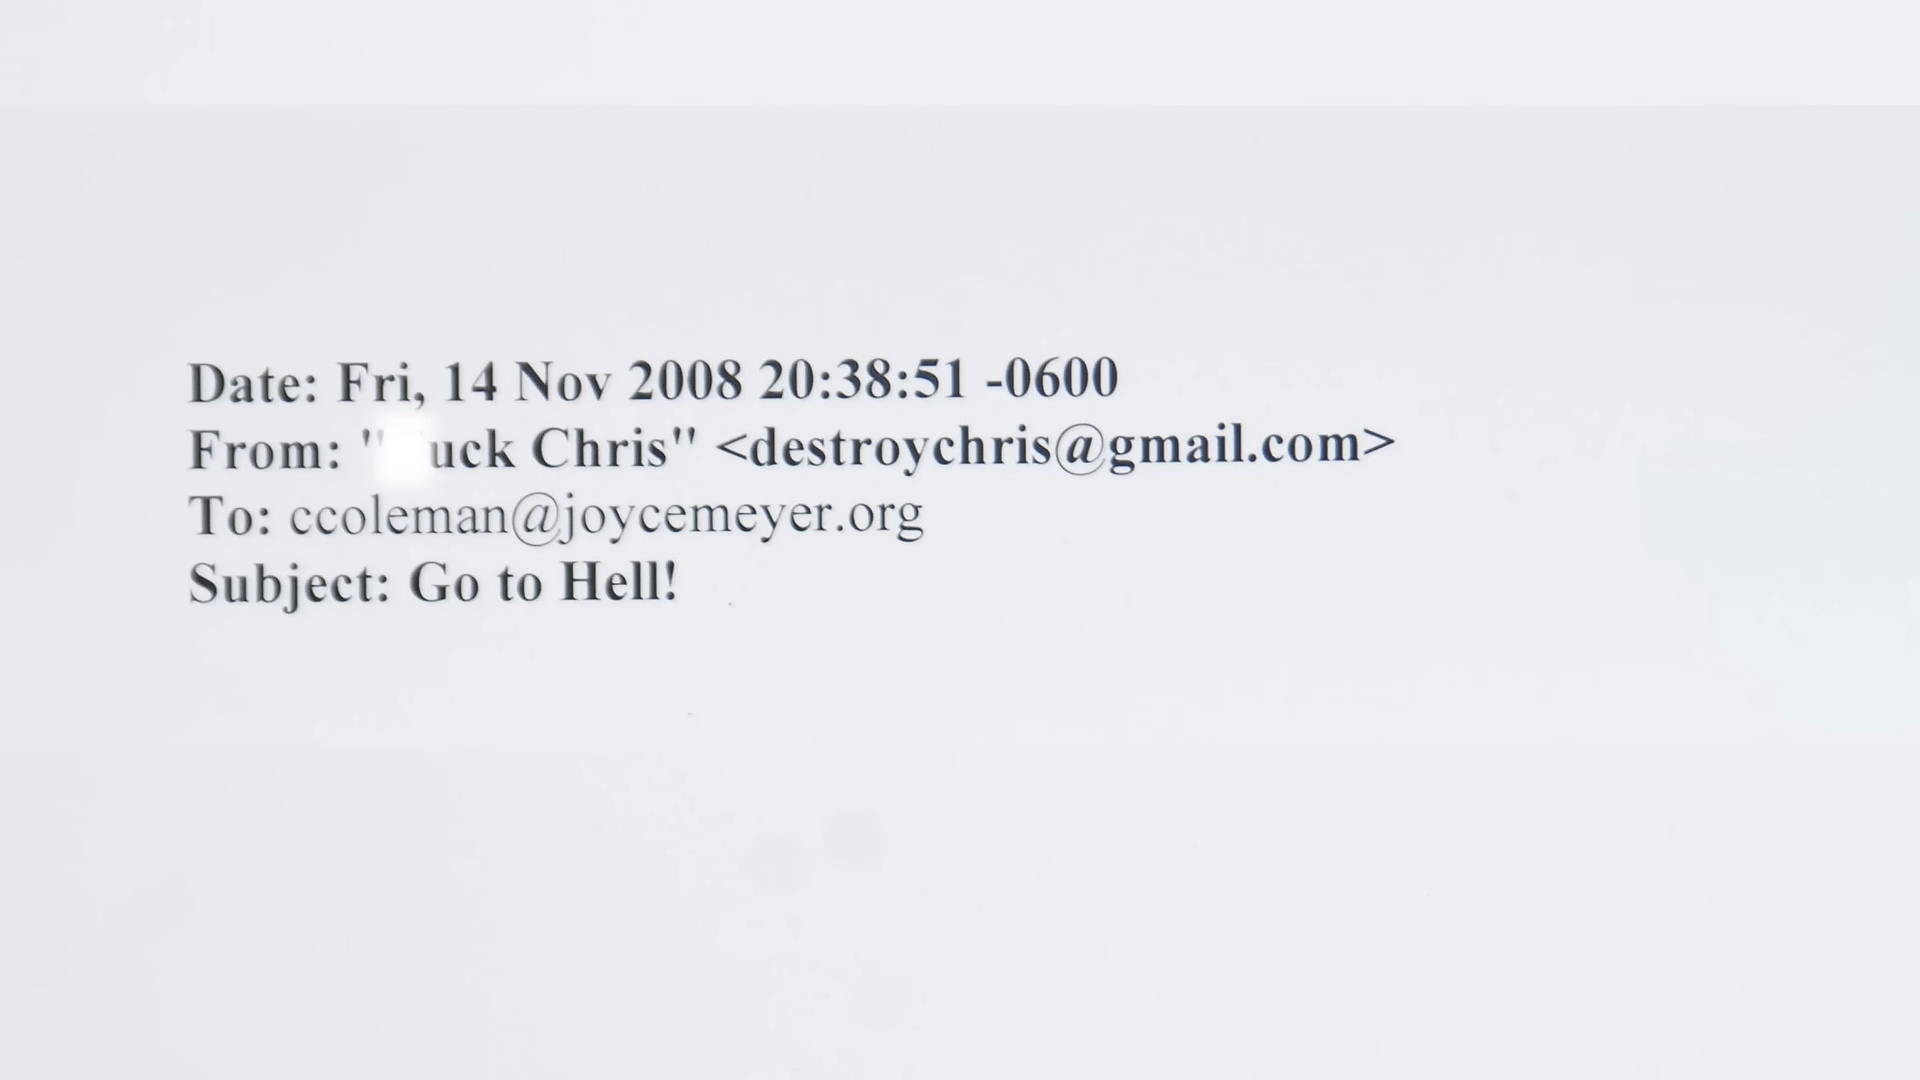 Date: Fri, 14 Nov 2008 20:38:51 -0600
From: " uck Chris" <destroychris@gmail.com>
To: ccoleman@joycemeyer.org
Subject: Go to Hell!